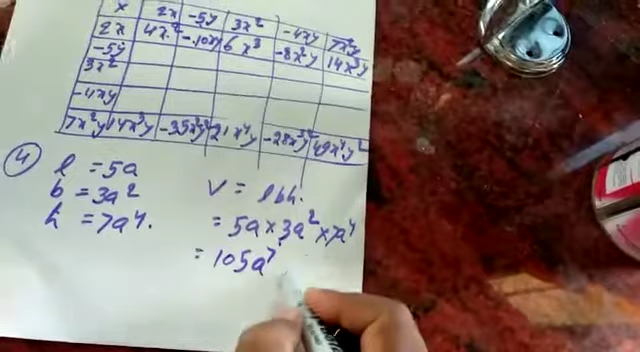 x 2x -5y 3x² -4xy 7x²y
2x 4x² -10xy 6x³ -8x²y 14x³y
-5y
3x²
-4xy
7x²y 14x³y -35x²y² 21x⁴y -28x³y² 49x⁴y²
4 l = 5a
b = 3a² V = lbh.
h = 7a⁴. = 5a x 3a² x 7a⁴
= 105a⁷